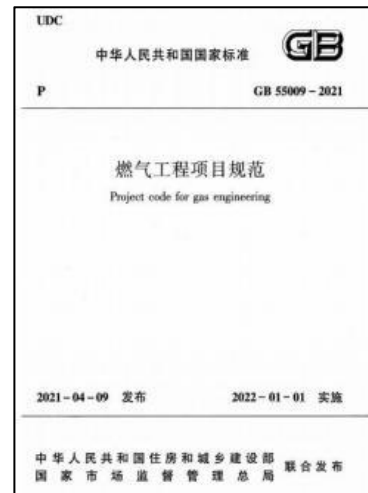 UDC
中华人民共和国国家标准
GB
P
GB 55009-2021
燃气工程项目规范
Project code for gas engineering
2021-04-09 发布
2022-01-01 实施
中华人民共和国住房和城乡建设部
国家市场监督管理总局
联合发布